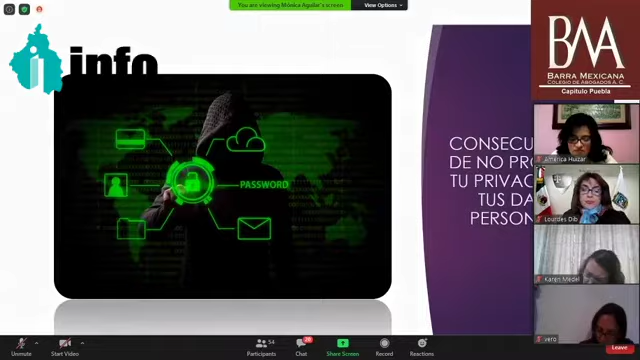 You are viewing Mónica Aguilar's screen
View Options
info
BMA
BARRA MEXICANA
COLEGIO DE ABOGADOS A. C.
Capítulo Puebla
PASSWORD
CONSECU
DE NO PRO
TU PRIVAC
TUS DA
PERSON
América Huizar
Lourdes Dib
Karen Medel
vero
Unmute
Start Video
54
Participants
Chat
Share Screen
Record
Reactions
Leave